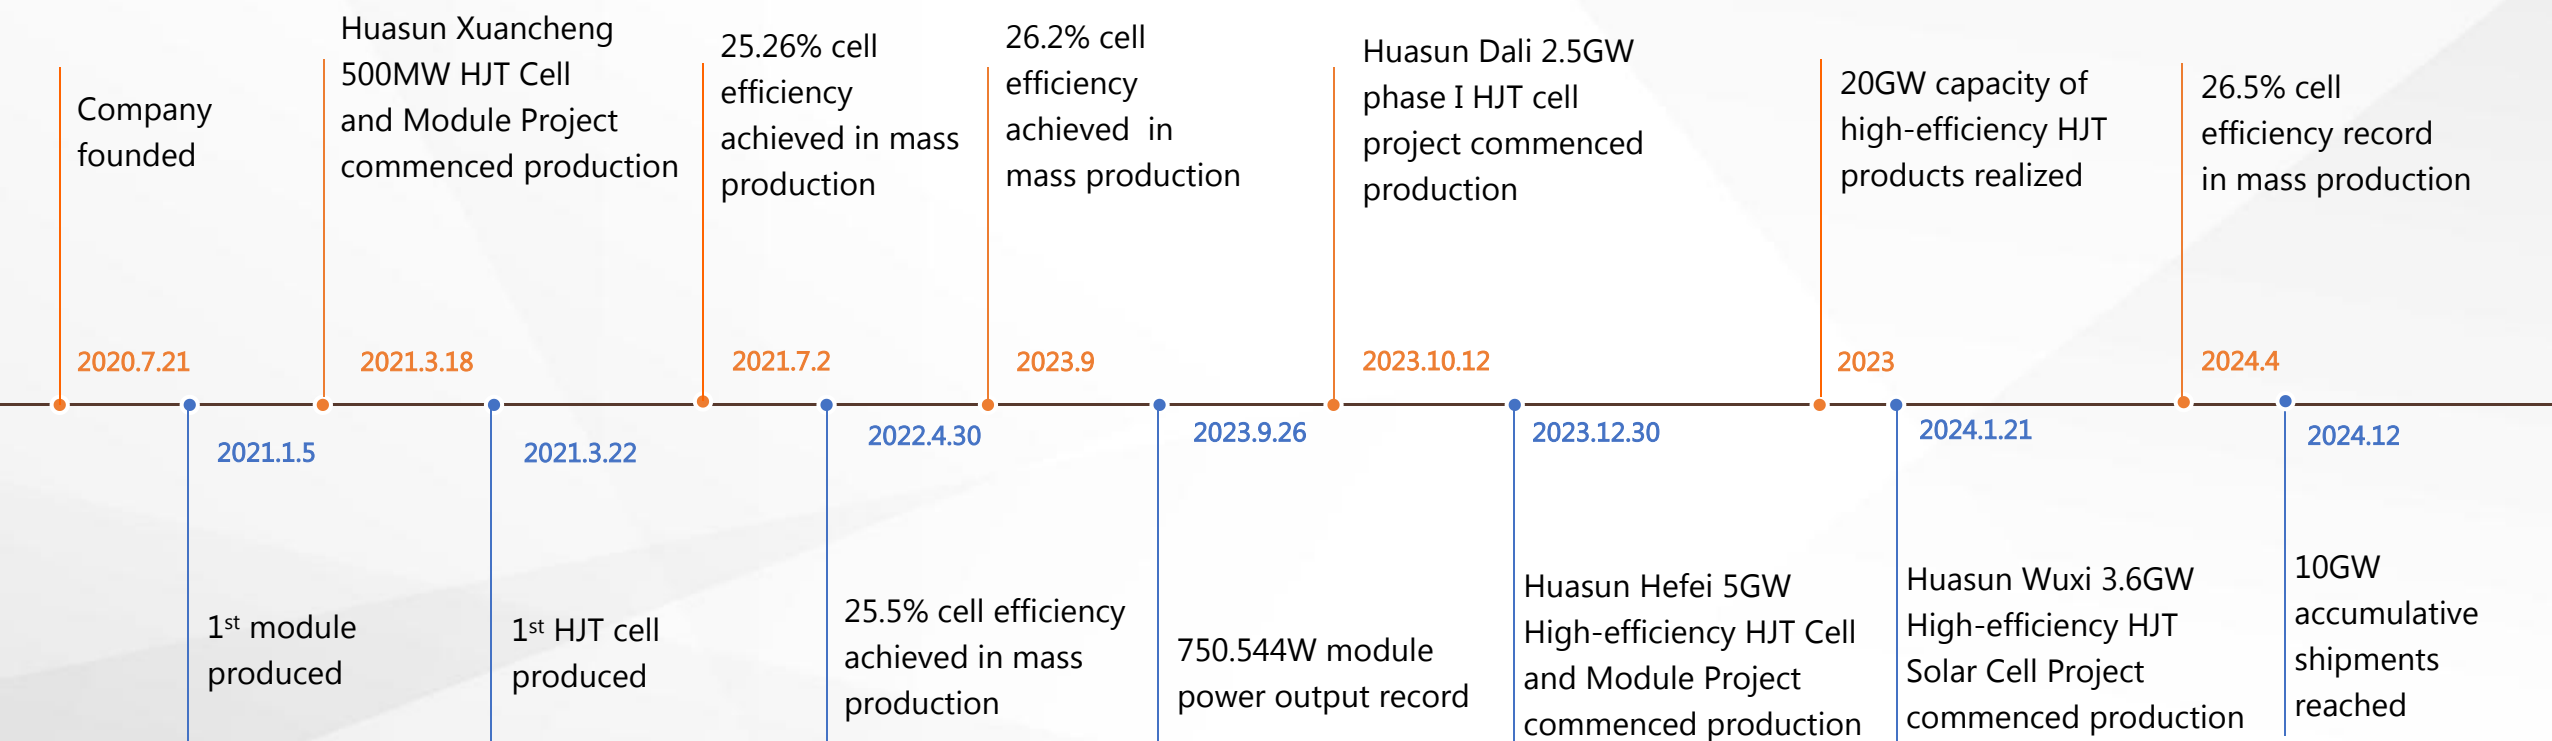 Company
founded
2020.7.21
2021.1.5
1st module
produced
Huasun Xuancheng
500MW HJT Cell
and Module Project
commenced production
2021.3.18
2021.3.22
1st HJT cell
produced
25.26% cell
efficiency
achieved in mass
production
2021.7.2
2022.4.30
25.5% cell efficiency
achieved in mass
production
26.2% cell
efficiency
achieved in
mass production
2023.9
2023.9.26
750.544W module
power output record
Huasun Dali 2.5GW
phase I HJT cell
project commenced
production
2023.10.12
2023.12.30
Huasun Hefei 5GW
High-efficiency HJT Cell
and Module Project
commenced production
20GW capacity of
high-efficiency HJT
products realized
2023
2024.1.21
Huasun Wuxi 3.6GW
High-efficiency HJT
Solar Cell Project
commenced production
26.5% cell
efficiency record
in mass production
2024.4
2024.12
10GW
accumulative
shipments
reached